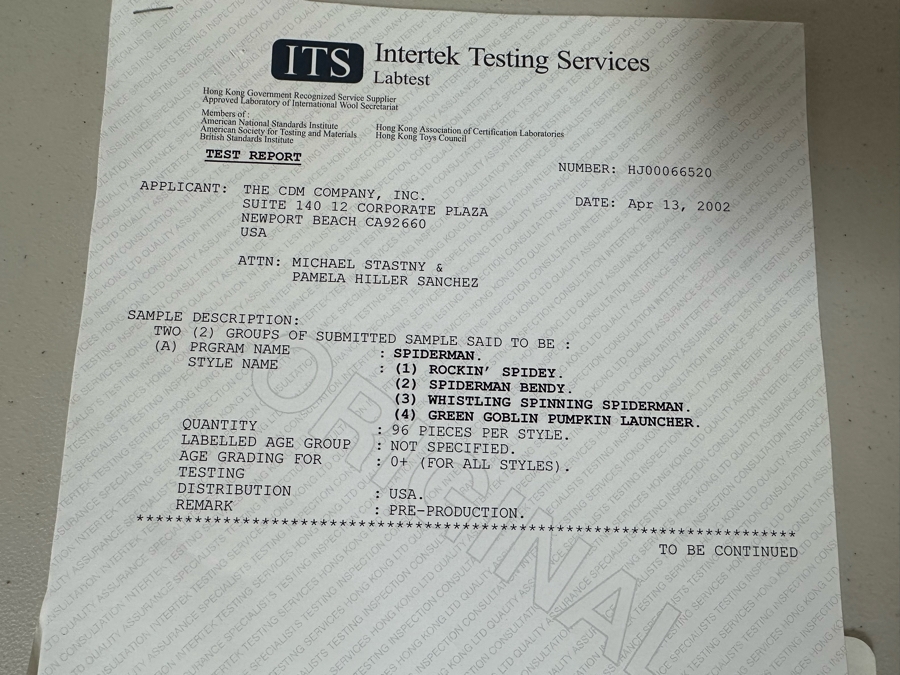 ITS Intertek Testing Services
Labtest
Hong Kong Government Recognized Service Supplier
Approved Laboratory of International Wool Secretariat
Members of :
American National Standards Institute
American Society for Testing and Materials
British Standards Institute
Hong Kong Association of Certification Laboratories
Hong Kong Toys Council
TEST REPORT
NUMBER: HJ00066520
APPLICANT: THE CDM COMPANY, INC.
SUITE 140 12 CORPORATE PLAZA
NEWPORT BEACH CA92660
USA
DATE: Apr 13, 2002
ATTN: MICHAEL STASTNY &
PAMELA HILLER SANCHEZ
SAMPLE DESCRIPTION:
TWO (2) GROUPS OF SUBMITTED SAMPLE SAID TO BE :
(A) PRGRAM NAME : SPIDERMAN.
STYLE NAME : (1) ROCKIN' SPIDEY.
(2) SPIDERMAN BENDY.
(3) WHISTLING SPINNING SPIDERMAN.
(4) GREEN GOBLIN PUMPKIN LAUNCHER.
QUANTITY : 96 PIECES PER STYLE.
LABELLED AGE GROUP : NOT SPECIFIED.
AGE GRADING FOR : 0+ (FOR ALL STYLES).
TESTING
DISTRIBUTION : USA.
REMARK : PRE-PRODUCTION.
********************************************************************************
TO BE CONTINUED
ORIGINAL